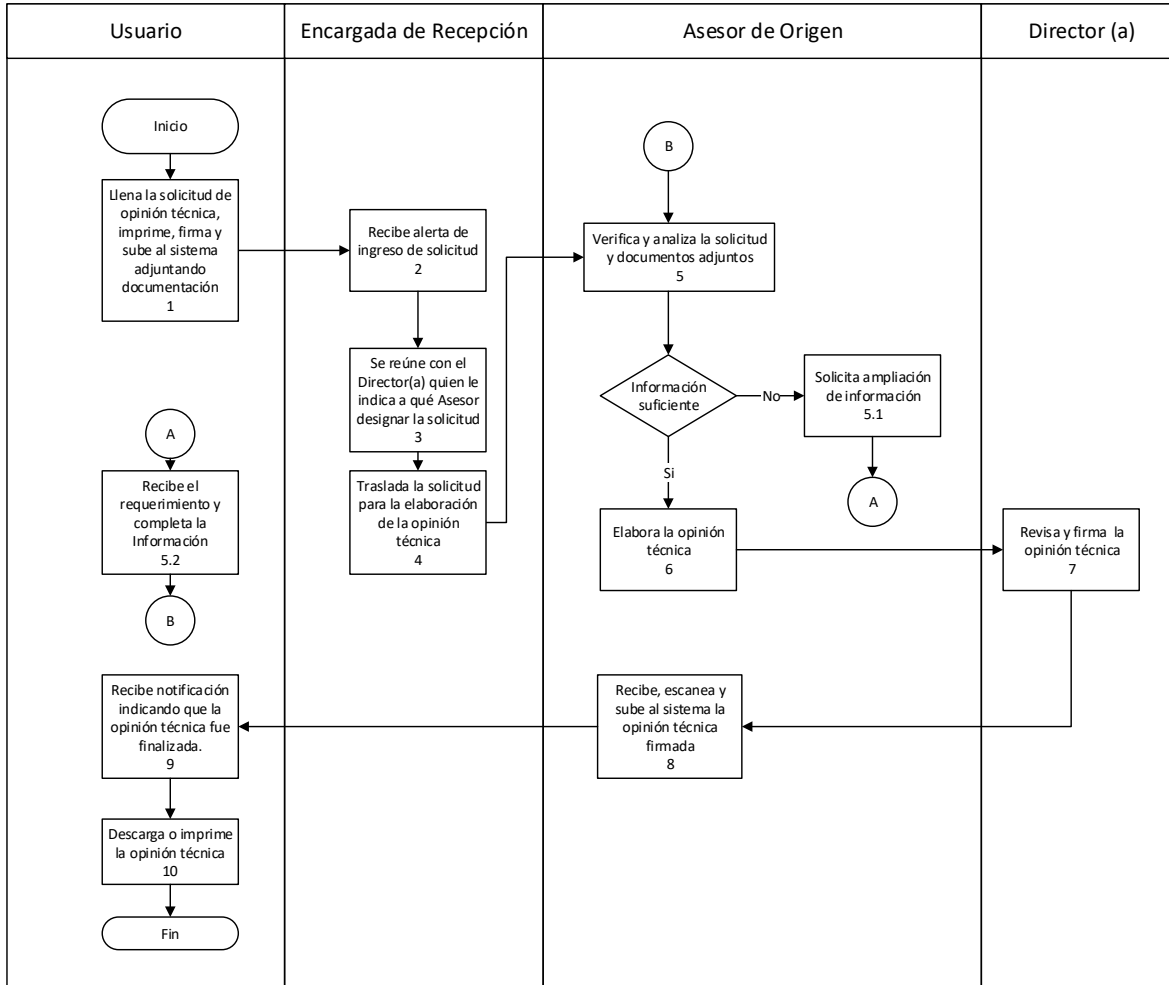 Usuario
Encargada de Recepción
Asesor de Origen
Director (a)
Inicio
Llena la solicitud de
opinión técnica,
imprime, firma y
sube al sistema
adjuntando
documentación
1
Recibe alerta de
ingreso de solicitud
2
Se reúne con el
Director(a) quien le
indica a qué Asesor
designar la solicitud
3
Traslada la solicitud
para la elaboración
de la opinión
técnica
4
B
Verifica y analiza la solicitud
y documentos adjuntos
5
Información
suficiente
No
Solicita ampliación
de información
5.1
A
Si
A
Recibe el
requerimiento y
completa la
Información
5.2
B
Elabora la opinión
técnica
6
Revisa y firma la
opinión técnica
7
Recibe, escanea y
sube al sistema la
opinión técnica
firmada
8
Recibe notificación
indicando que la
opinión técnica fue
finalizada.
9
Descarga o imprime
la opinión técnica
10
Fin